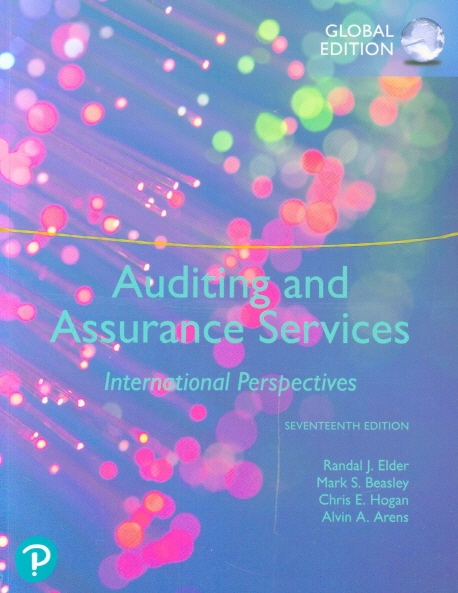 GLOBAL
EDITION
Auditing and
Assurance Services
International Perspectives
SEVENTEENTH EDITION
Randal J. Elder
Mark S. Beasley
Chris E. Hogan
Alvin A. Arens
P